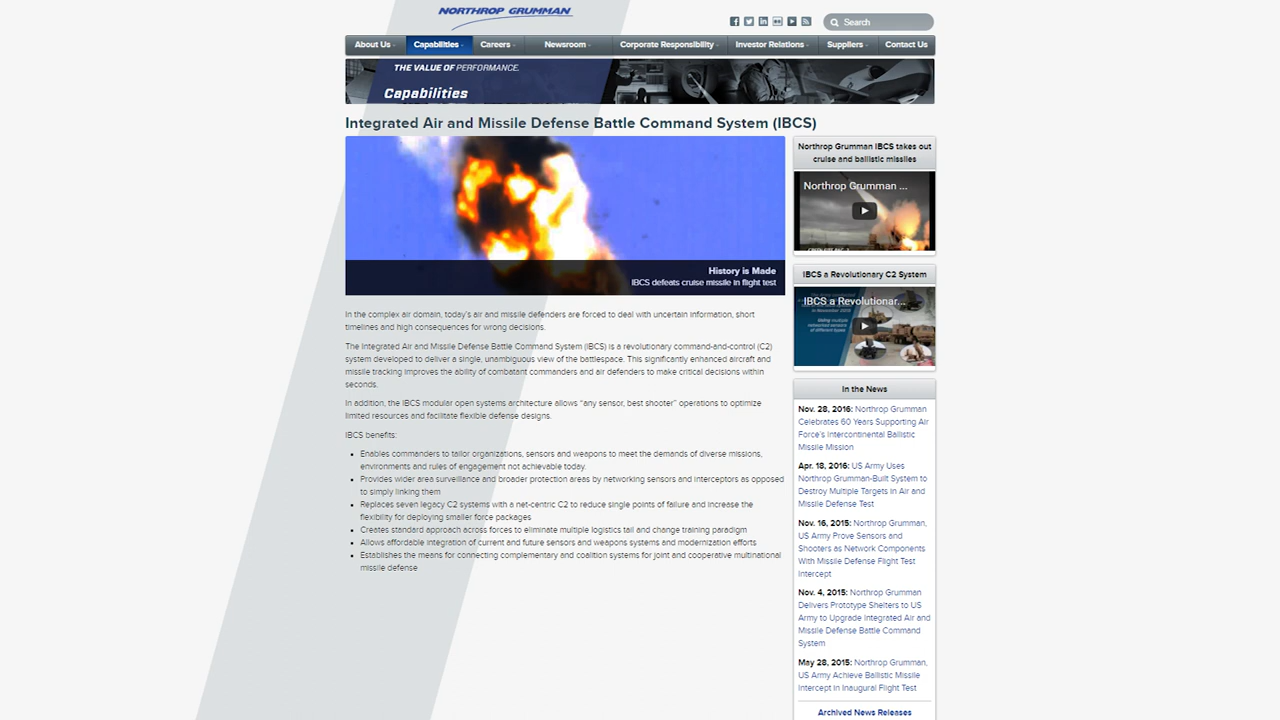 NORTHROP GRUMMAN
Search
About Us
Capabilities
Careers
Newsroom
Corporate Responsibility
Investor Relations
Suppliers
Contact Us
THE VALUE OF PERFORMANCE.
Capabilities
Integrated Air and Missile Defense Battle Command System (IBCS)
History is Made
IBCS defeats cruise missile in flight test
In the complex air domain, today's air and missile defenders are forced to deal with uncertain information, short
timelines and high consequences for wrong decisions.
The Integrated Air and Missile Defense Battle Command System (IBCS) is a revolutionary command-and-control (C2)
system developed to deliver a single, unambiguous view of the battlespace. This significantly enhanced aircraft and
missile tracking improves the ability of combatant commanders and air defenders to make critical decisions within
seconds.
In addition, the IBCS modular open systems architecture allows "any sensor, best shooter" operations to optimize
limited resources and facilitate flexible defense designs.
IBCS benefits:
Enables commanders to tailor organizations, sensors and weapons to meet the demands of diverse missions,
environments and rules of engagement not achievable today.
Provides wider area surveillance and broader protection areas by networking sensors and interceptors as opposed
to simply linking them
Replaces seven legacy C2 systems with a net-centric C2 to reduce single points of failure and increase the
flexibility for deploying smaller force packages
Creates standard approach across forces to eliminate multiple logistics tail and change training paradigm
Allows affordable integration of current and future sensors and weapons systems and modernization efforts
Establishes the means for connecting complementary and coalition systems for joint and cooperative multinational
missile defense
Northrop Grumman IBCS takes out
cruise and ballistic missiles
Northrop Grumman ...
IBCS a Revolutionary C2 System
IBCS a Revolutionar...
in November 2015
In the News
Nov. 28, 2016: Northrop Grumman
Celebrates 60 Years Supporting Air
Force's Intercontinental Ballistic
Missile Mission
Apr. 18, 2016: US Army Uses
Northrop Grumman-Built System to
Destroy Multiple Targets in Air and
Missile Defense Test
Nov. 16, 2015: Northrop Grumman,
US Army Prove Sensors and
Shooters as Network Components
With Missile Defense Flight Test
Intercept
Nov. 4, 2015: Northrop Grumman
Delivers Prototype Shelters to US
Army to Upgrade Integrated Air and
Missile Defense Battle Command
System
May 28, 2015: Northrop Grumman,
US Army Achieve Ballistic Missile
Intercept in Inaugural Flight Test
Archived News Releases